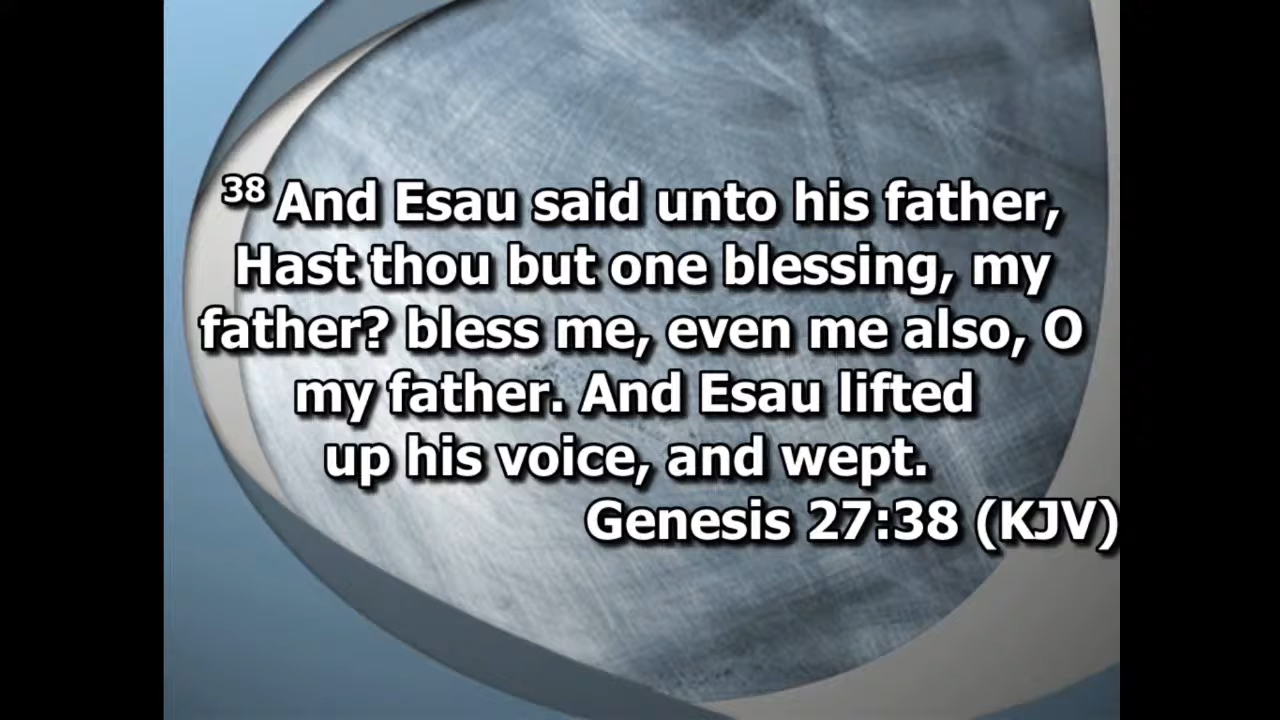 38 And Esau said unto his father,
Hast thou but one blessing, my
father? bless me, even me also, O
my father. And Esau lifted
up his voice, and wept.
Genesis 27:38 (KJV)